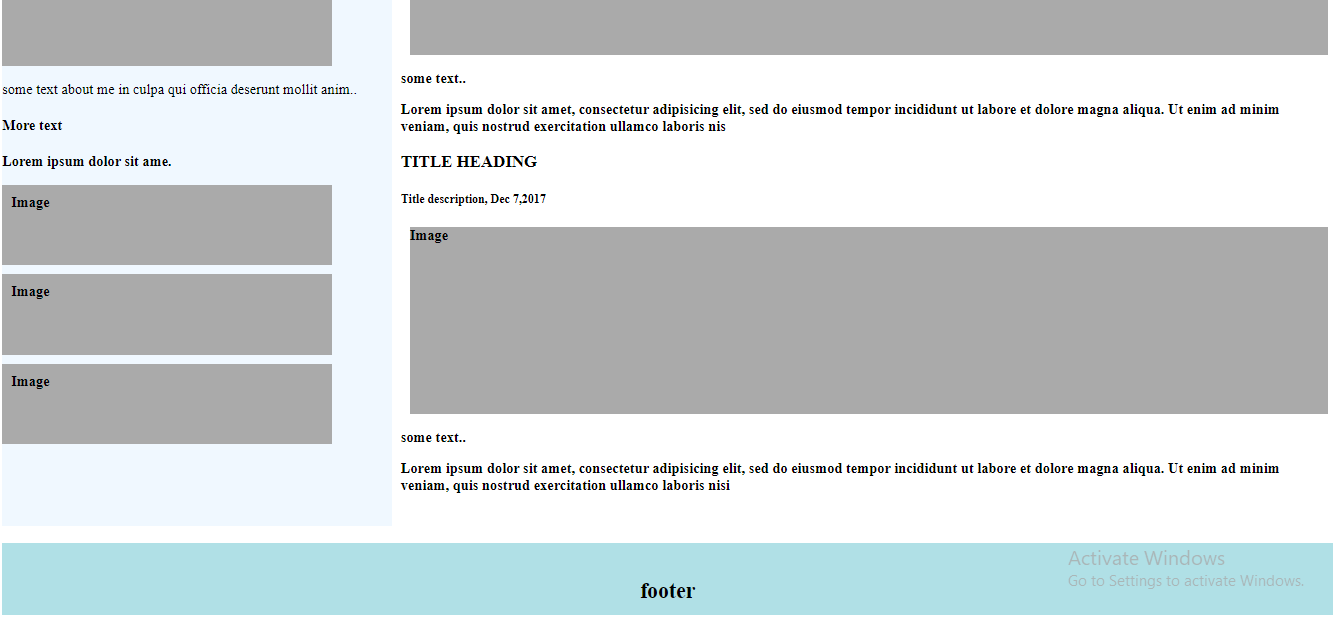 some text about me in culpa qui officia deserunt mollit anim..
More text
Lorem ipsum dolor sit ame.
Image
Image
Image
some text..
Lorem ipsum dolor sit amet, consectetur adipisicing elit, sed do eiusmod tempor incididunt ut labore et dolore magna aliqua. Ut enim ad minim
veniam, quis nostrud exercitation ullamco laboris nis
TITLE HEADING
Title description, Dec 7,2017
Image
some text..
Lorem ipsum dolor sit amet, consectetur adipisicing elit, sed do eiusmod tempor incididunt ut labore et dolore magna aliqua. Ut enim ad minim
veniam, quis nostrud exercitation ullamco laboris nisi
Activate Windows
Go to Settings to activate Windows.
footer